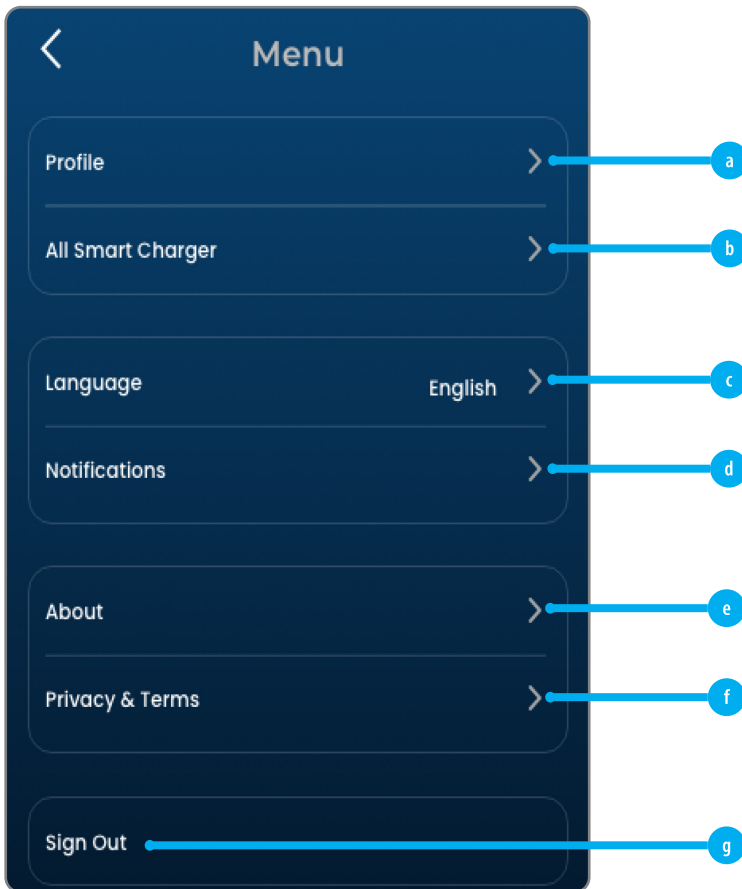 Menu
Profile
a
All Smart Charger
b
Language English
c
Notifications
d
About
e
Privacy & Terms
f
Sign Out
g